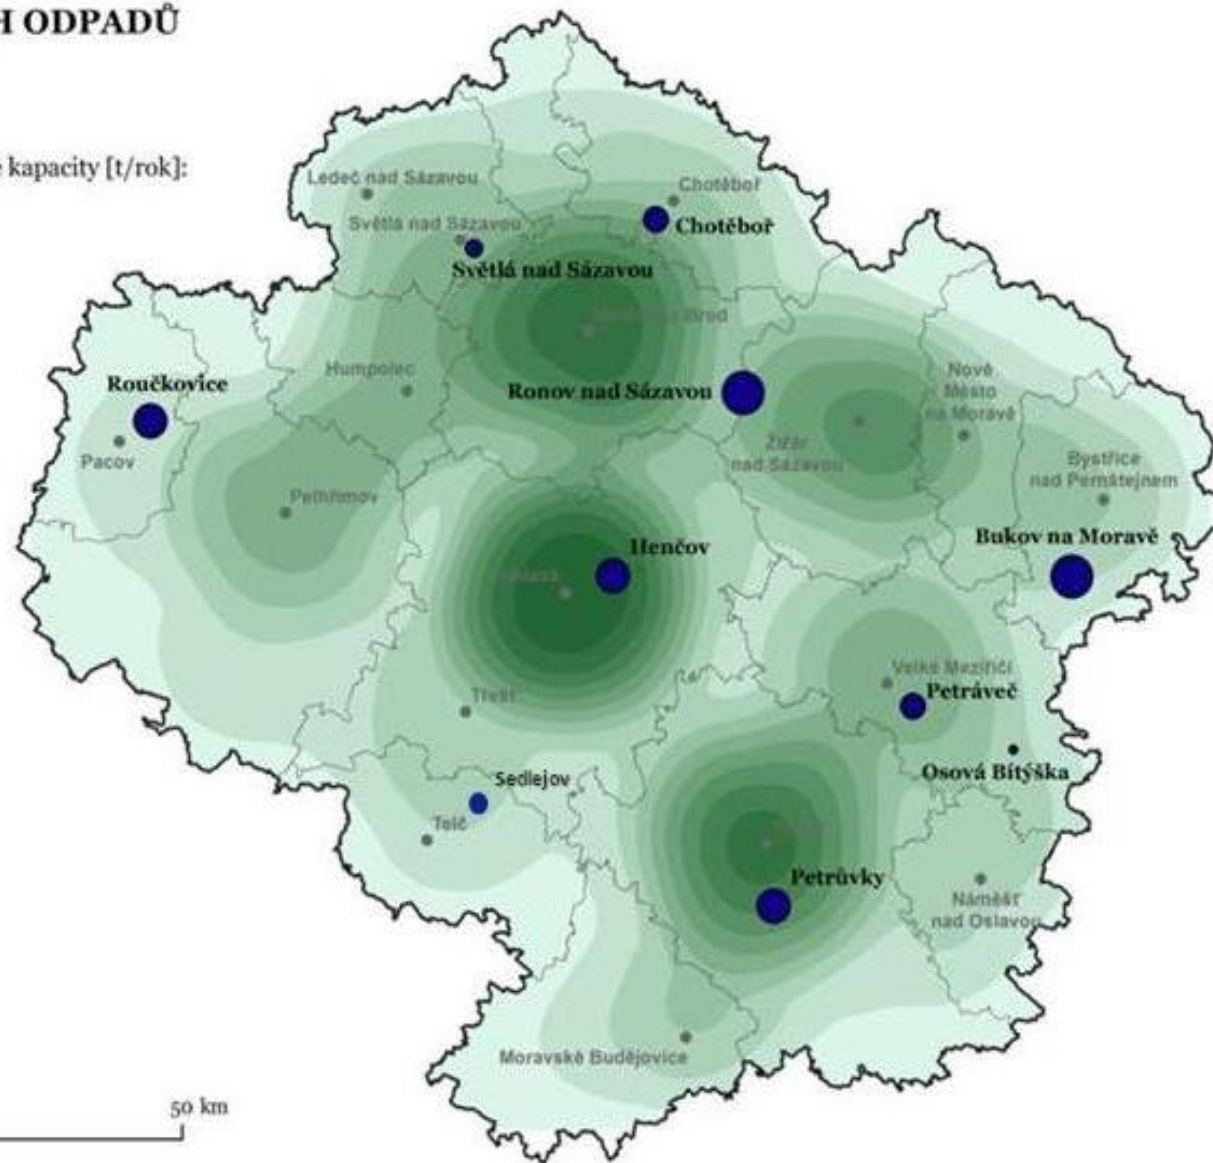 H ODPADŮ
kapacity [t/rok]:
Ledeč nad Sázavou
Chotěboř
Světlá nad Sázavou
Chotěboř
Světlá nad Sázavou
Brod
Humpolec
Nové
Město
na Moravě
Roučkovice
Ronov nad Sázavou
Žďár
nad Sázavou
Pacov
Bystřice
nad Pernštejnem
Pelhřimov
Bukov na Moravě
Henčov
Velké Meziříčí
Petráveč
Třešť
Osová Bítýška
Sedlejov
Telč
Petrůvky
Náměšť
nad Oslavou
Moravské Budějovice
50 km